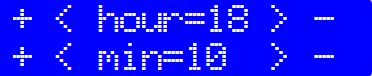 + < hour=18 > -
+ < min=10 > -